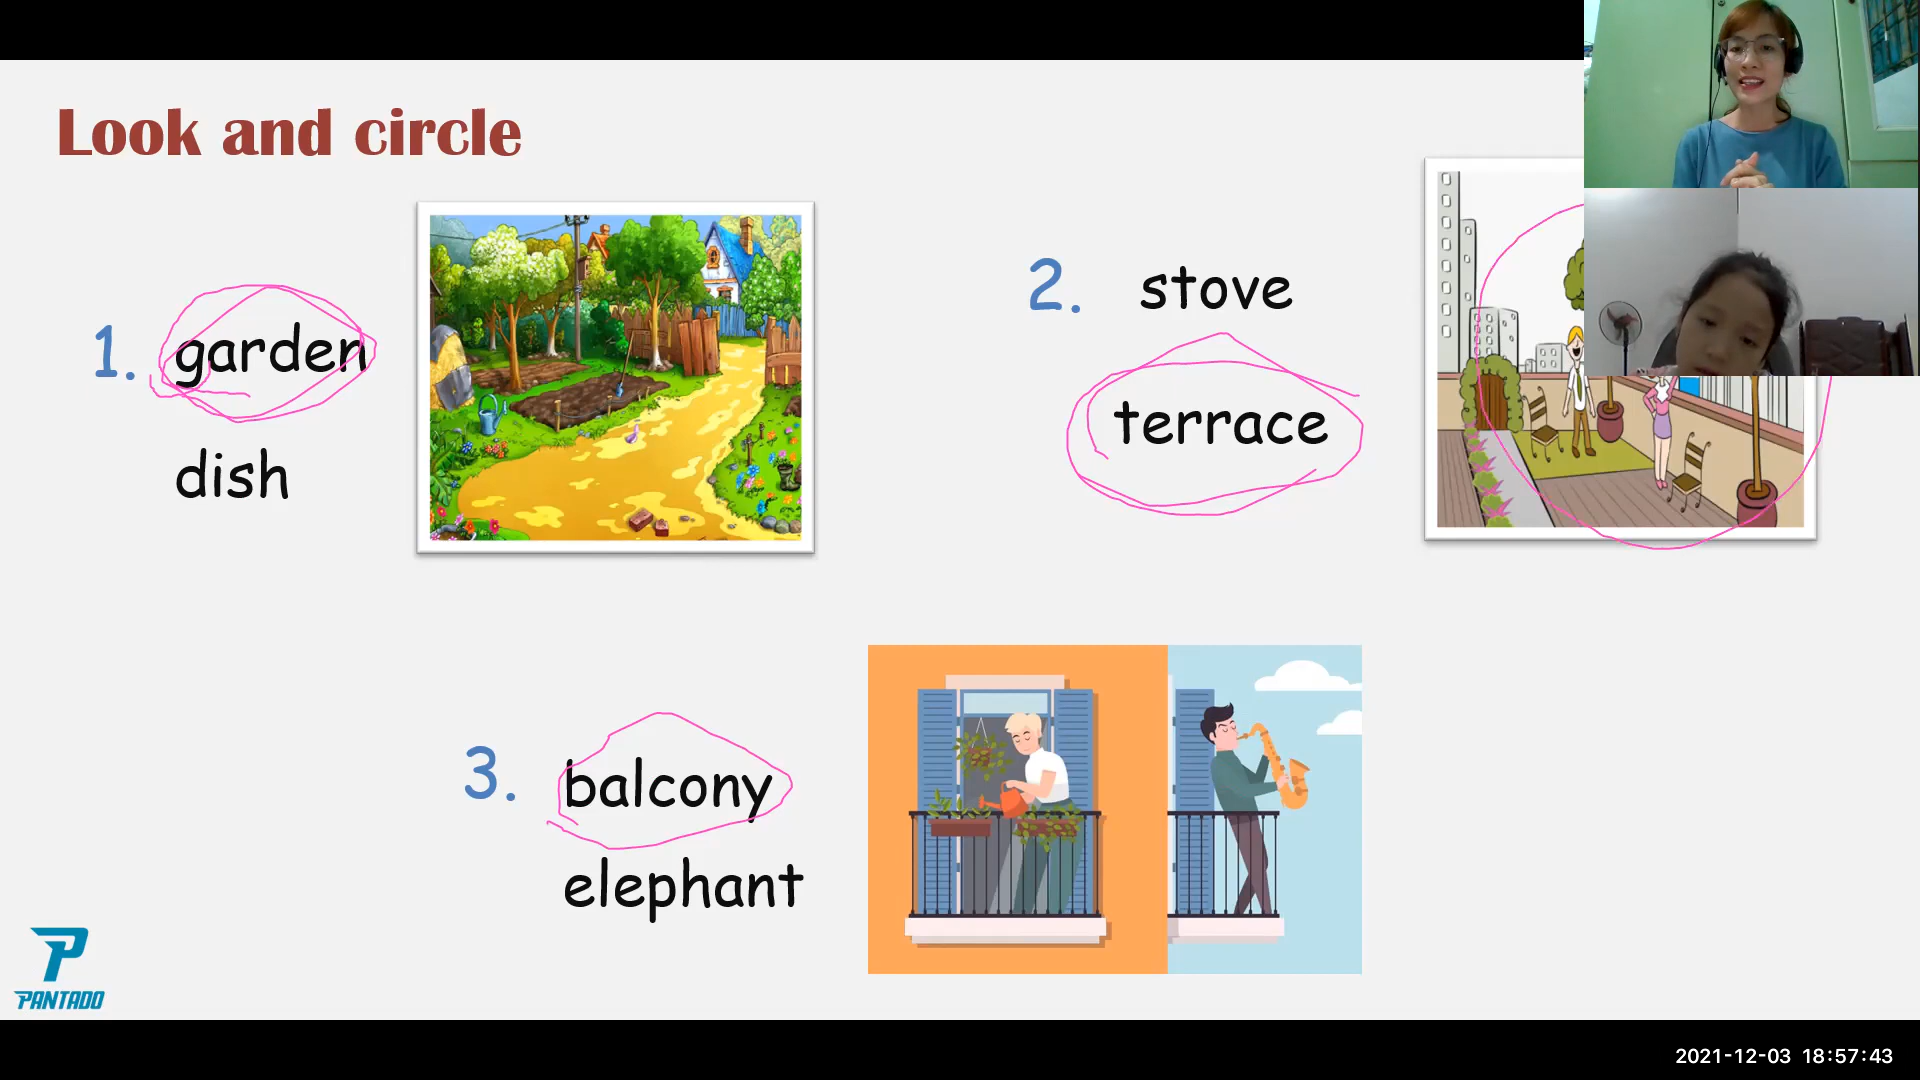 Look and circle
1. garden
dish
2. stove
terrace
3. balcony
elephant
PANTADO
2021-12-03 18:57:43